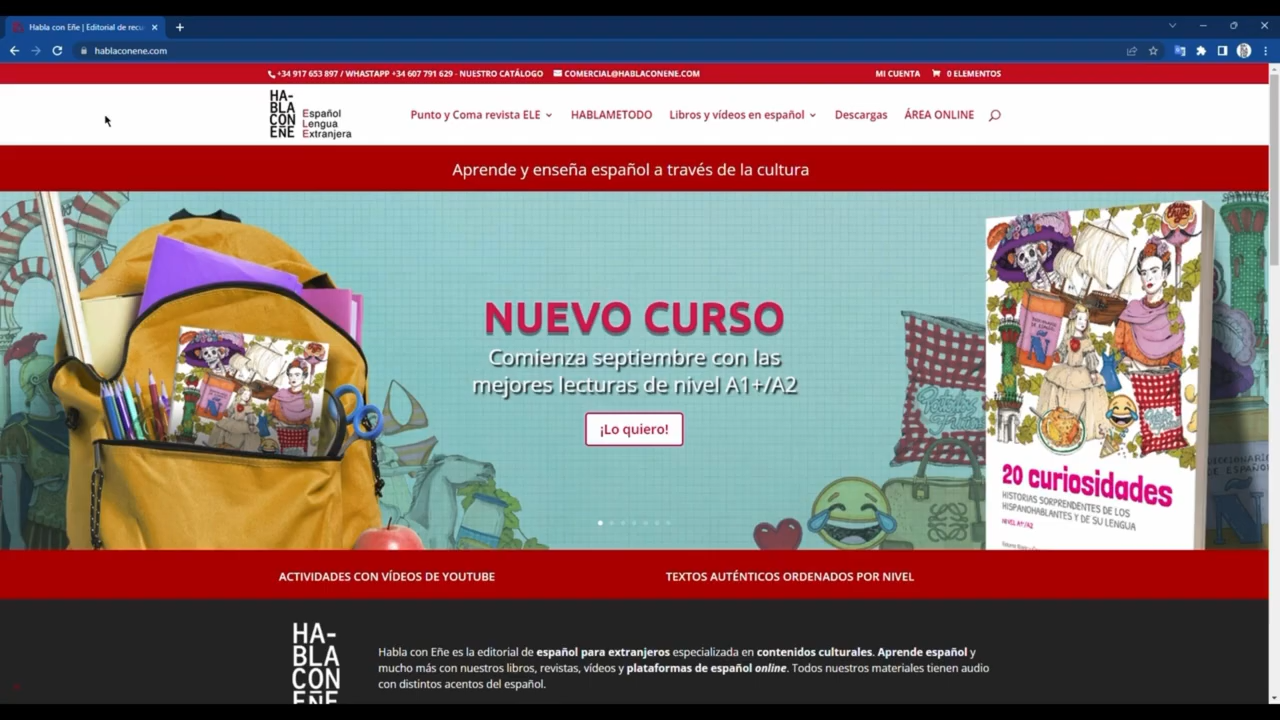 Habla con Eñe | Editorial de recu
hablaconene.com
+34 917 653 897 / WHASTAPP +34 607 791 629 - NUESTRO CATÁLOGO
COMERCIAL@HABLACONENE.COM
MI CUENTA
0 ELEMENTOS
HA-
BLA
CON
EÑE
Español
Lengua
Extranjera
Punto y Coma revista ELE
HABLAMETODO
Libros y vídeos en español
Descargas
ÁREA ONLINE
Aprende y enseña español a través de la cultura
NUEVO CURSO
Comienza septiembre con las
mejores lecturas de nivel A1+/A2
¡Lo quiero!
20 curiosidades
HISTORIAS SORPRENDENTES DE LOS
HISPANOHABLANTES Y DE SU LENGUA
NIVEL A1+/A2
ACTIVIDADES CON VÍDEOS DE YOUTUBE
TEXTOS AUTÉNTICOS ORDENADOS POR NIVEL
HA-
BLA
CON
EÑE
Habla con Eñe es la editorial de español para extranjeros especializada en contenidos culturales. Aprende español y
mucho más con nuestros libros, revistas, vídeos y plataformas de español online. Todos nuestros materiales tienen audio
con distintos acentos del español.